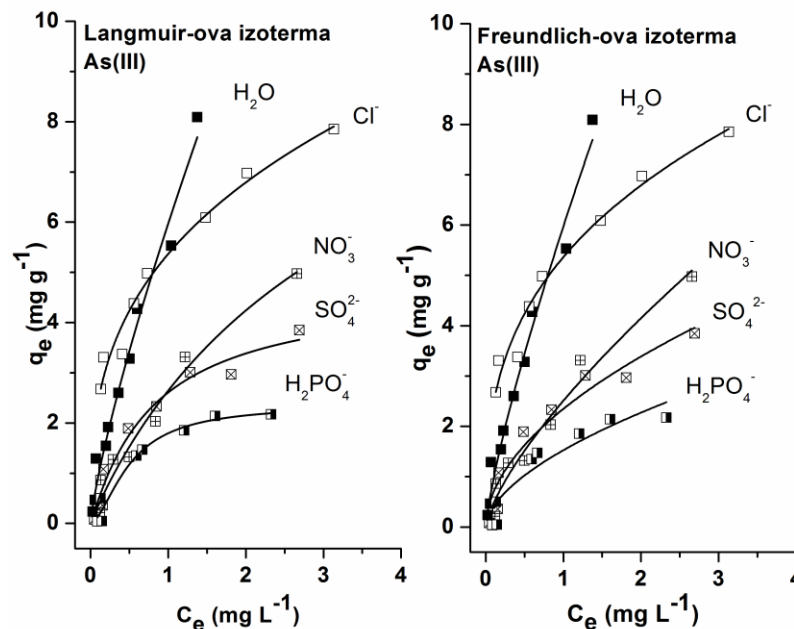 Langmuir-ova izoterma
As(III)
H₂O
Cl⁻
NO₃⁻
SO₄²⁻
H₂PO₄⁻
qₑ (mg g⁻¹)
10
8
6
4
2
0
0 1 2 3 4
Cₑ (mg L⁻¹)
Freundlich-ova izoterma
As(III)
H₂O
Cl⁻
NO₃⁻
SO₄²⁻
H₂PO₄⁻
qₑ (mg g⁻¹)
10
8
6
4
2
0
0 1 2 3 4
Cₑ (mg L⁻¹)